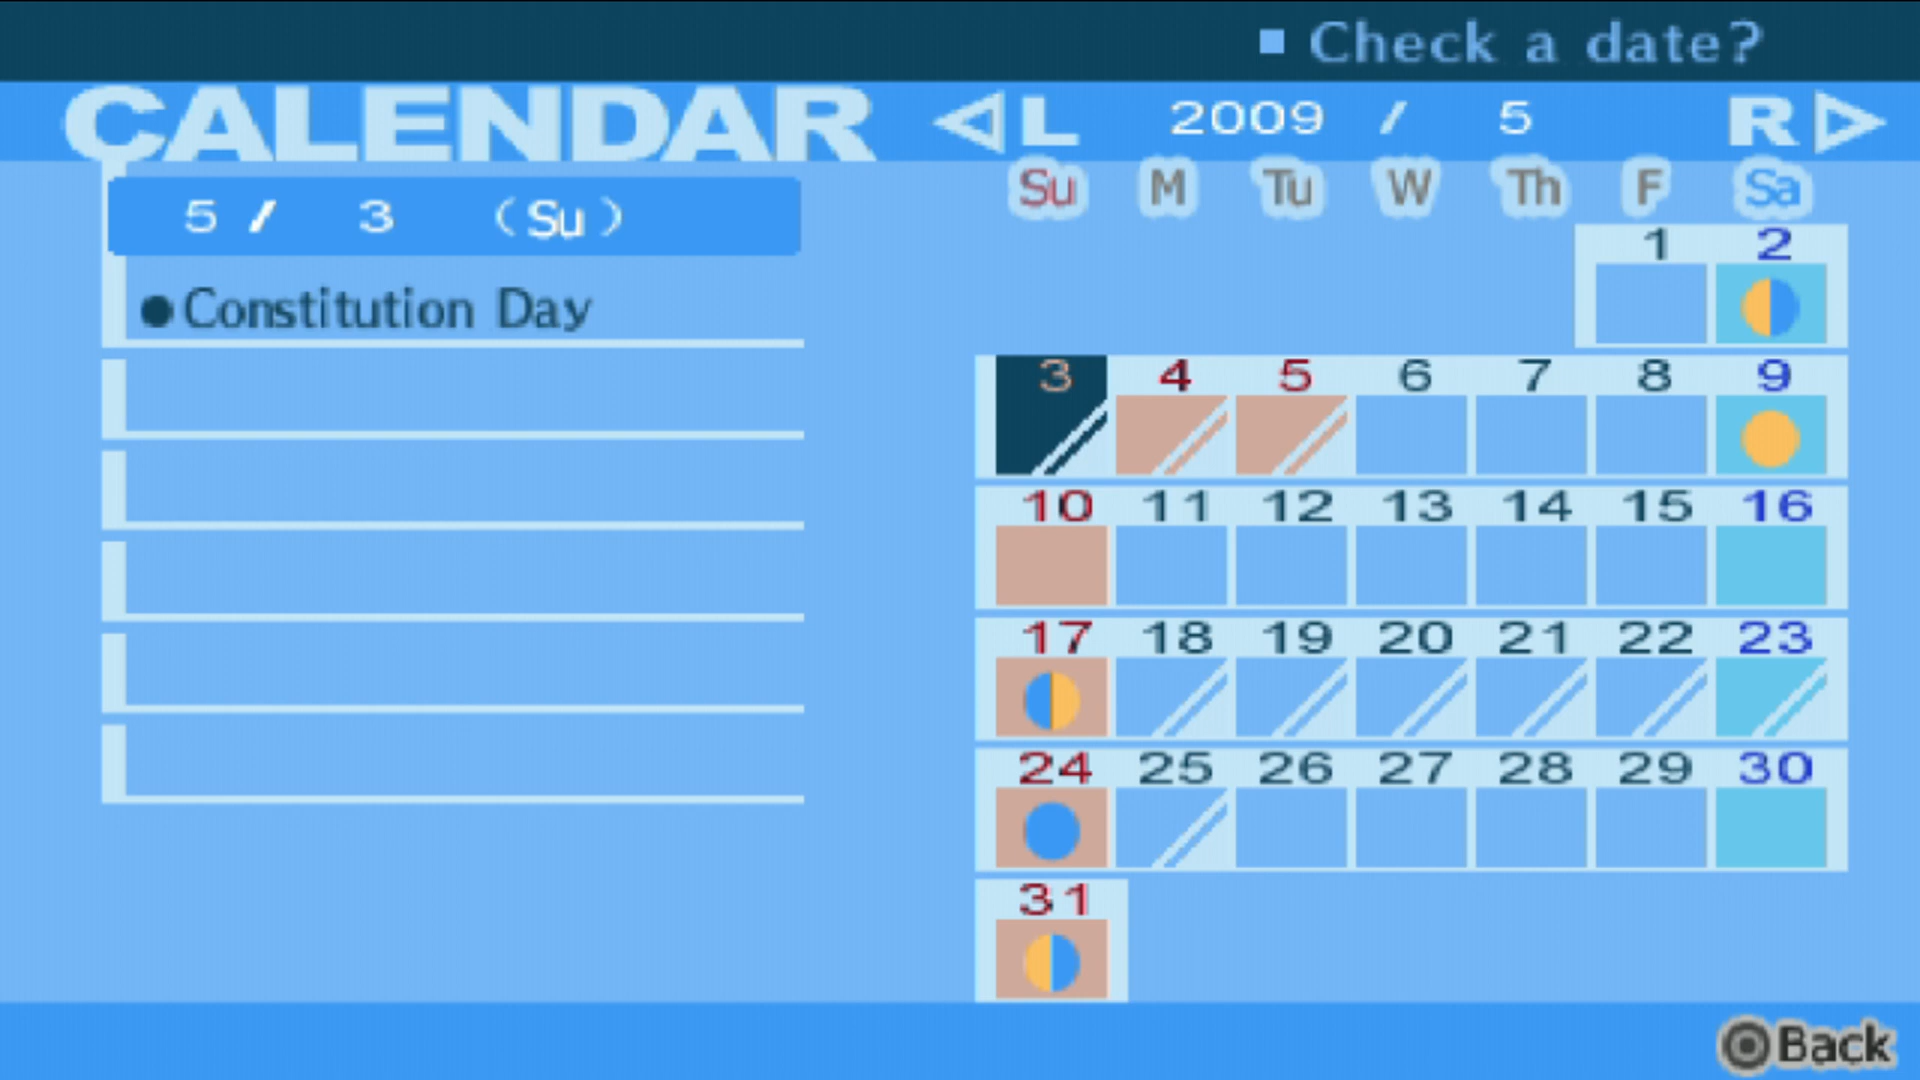 Check a date?
CALENDAR
L 2009 / 5 R
5 / 3 (Su)
Constitution Day
Su M Tu W Th F Sa
1 2
3 4 5 6 7 8 9
10 11 12 13 14 15 16
17 18 19 20 21 22 23
24 25 26 27 28 29 30
31
Back